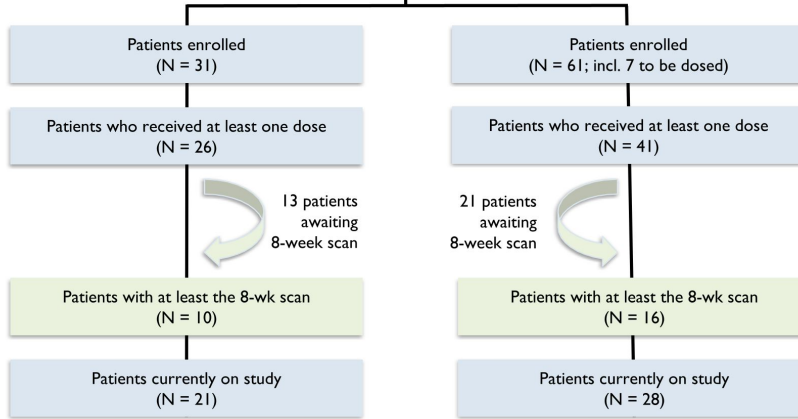 Patients enrolled
(N = 31)
Patients who received at least one dose
(N = 26)
13 patients
awaiting
8-week scan
Patients with at least the 8-wk scan
(N = 10)
Patients currently on study
(N = 21)
Patients enrolled
(N = 61; incl. 7 to be dosed)
Patients who received at least one dose
(N = 41)
21 patients
awaiting
8-week scan
Patients with at least the 8-wk scan
(N = 16)
Patients currently on study
(N = 28)